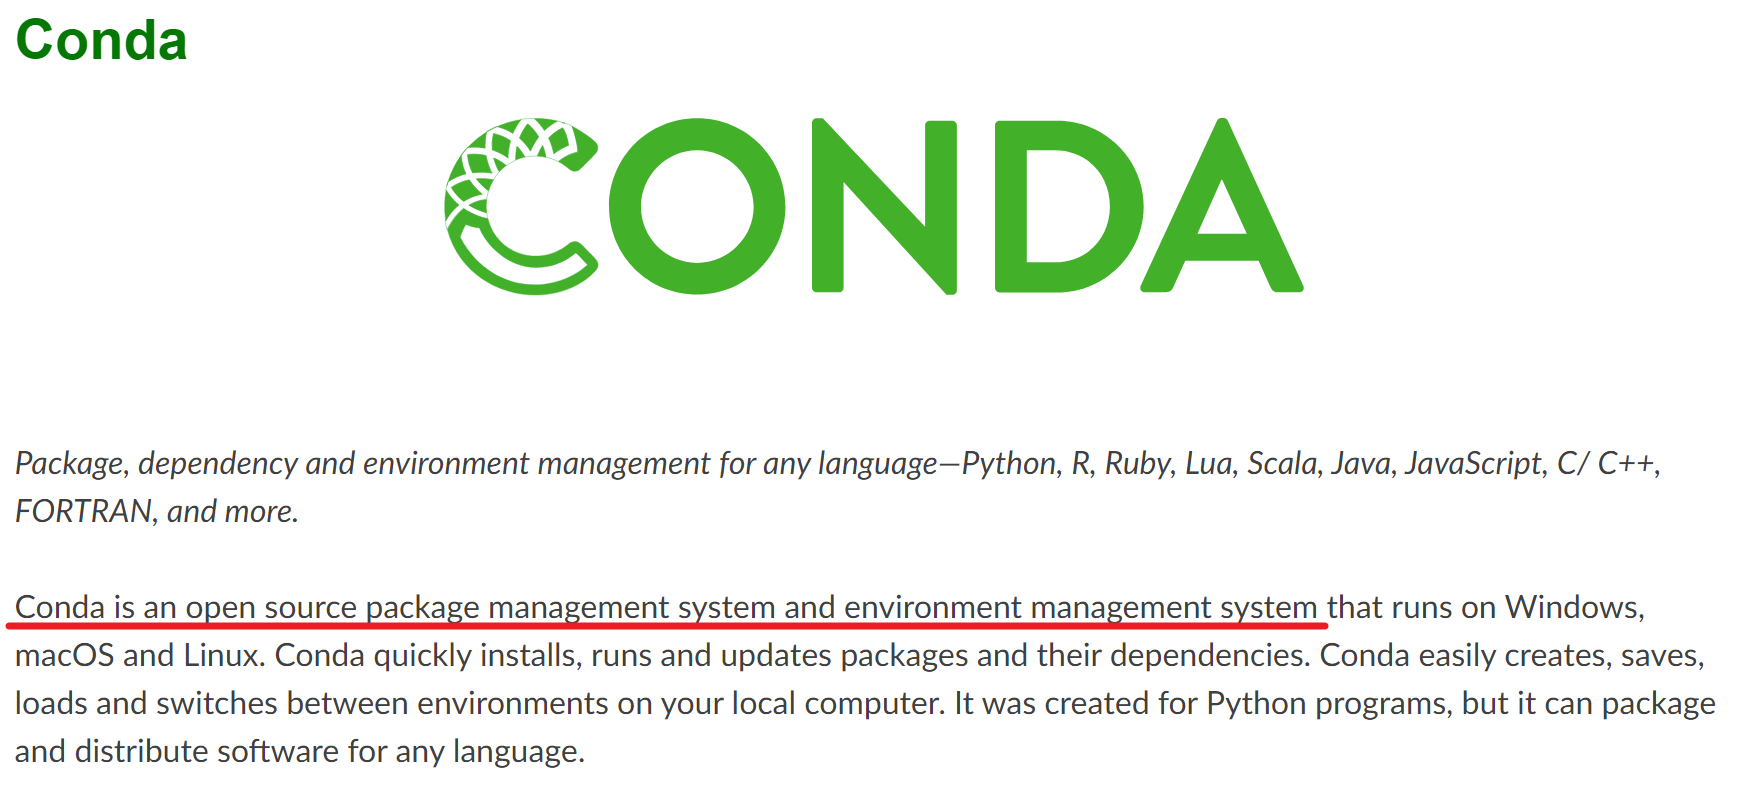 Conda
CONDA
Package, dependency and environment management for any language—Python, R, Ruby, Lua, Scala, Java, JavaScript, C/ C++,
FORTRAN, and more.
Conda is an open source package management system and environment management system that runs on Windows,
macOS and Linux. Conda quickly installs, runs and updates packages and their dependencies. Conda easily creates, saves,
loads and switches between environments on your local computer. It was created for Python programs, but it can package
and distribute software for any language.